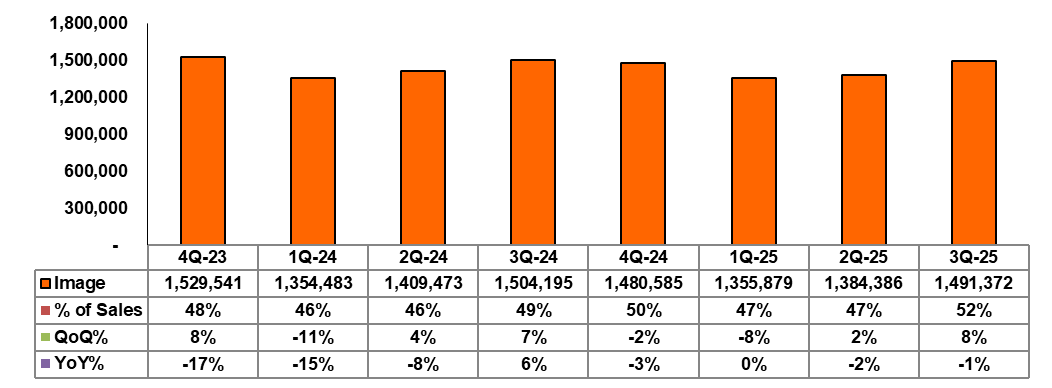 1,800,000
1,500,000
1,200,000
900,000
600,000
300,000
-
4Q-23 1Q-24 2Q-24 3Q-24 4Q-24 1Q-25 2Q-25 3Q-25
Image 1,529,541 1,354,483 1,409,473 1,504,195 1,480,585 1,355,879 1,384,386 1,491,372
% of Sales 48% 46% 46% 49% 50% 47% 47% 52%
QoQ% 8% -11% 4% 7% -2% -8% 2% 8%
YoY% -17% -15% -8% 6% -3% 0% -2% -1%